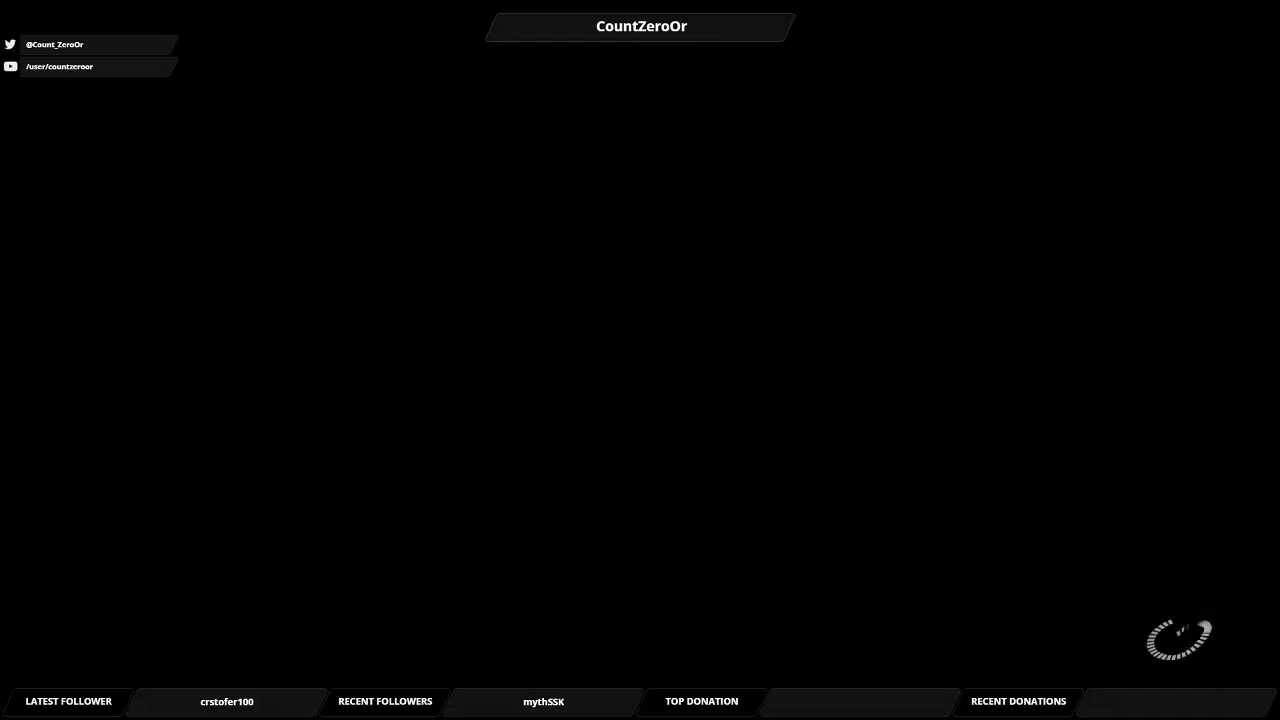 CountZeroOr
@Count_ZeroOr
/user/countzeroor
LATEST FOLLOWER crstofer100 RECENT FOLLOWERS mythSSK TOP DONATION RECENT DONATIONS